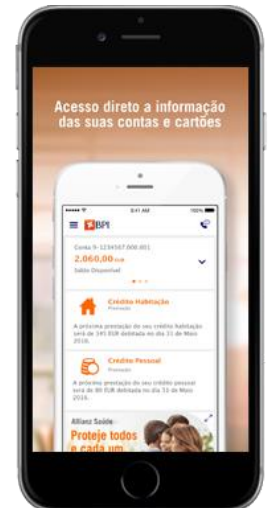 Acesso direto a informação
das suas contas e cartões
9:41 AM
100%
BPI
Conta 9-1234567.000.001
2.060,00 EUR
Saldo Disponível
Crédito Habitação
Promoção
A próxima prestação do seu crédito habitação
será de 345 EUR debitada no dia 31 de Maio
2016.
Crédito Pessoal
Promoção
A próxima prestação do seu crédito pessoal
será de 80 EUR debitada no dia 33 de Maio
2016.
Allianz Saúde
Proteje todos
e cada um